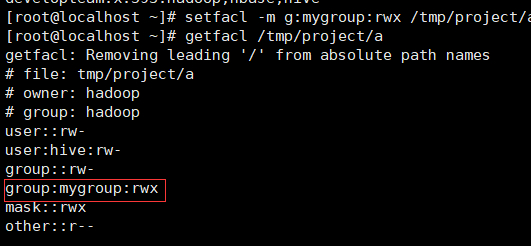 [root@localhost ~]# setfacl -m g:mygroup:rwx /tmp/project/a
[root@localhost ~]# getfacl /tmp/project/a
getfacl: Removing leading '/' from absolute path names
# file: tmp/project/a
# owner: hadoop
# group: hadoop
user::rw-
user:hive:rw-
group::rw-
group:mygroup:rwx
mask::rwx
other::r--